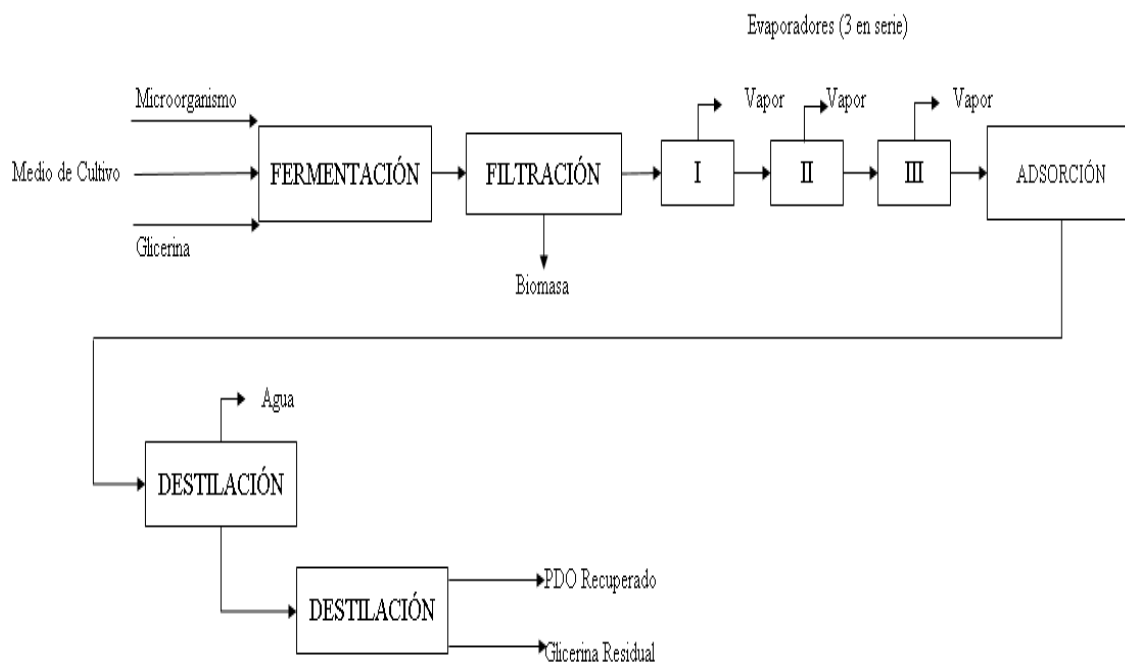 Evaporadores (3 en serie)
Microorganismo
Vapor
Vapor
Vapor
Medio de Cultivo
FERMENTACIÓN
FILTRACIÓN
I
II
III
ADSORCIÓN
Glicerina
Biomasa
Agua
DESTILACIÓN
DESTILACIÓN
PDO Recuperado
Glicerina Residual